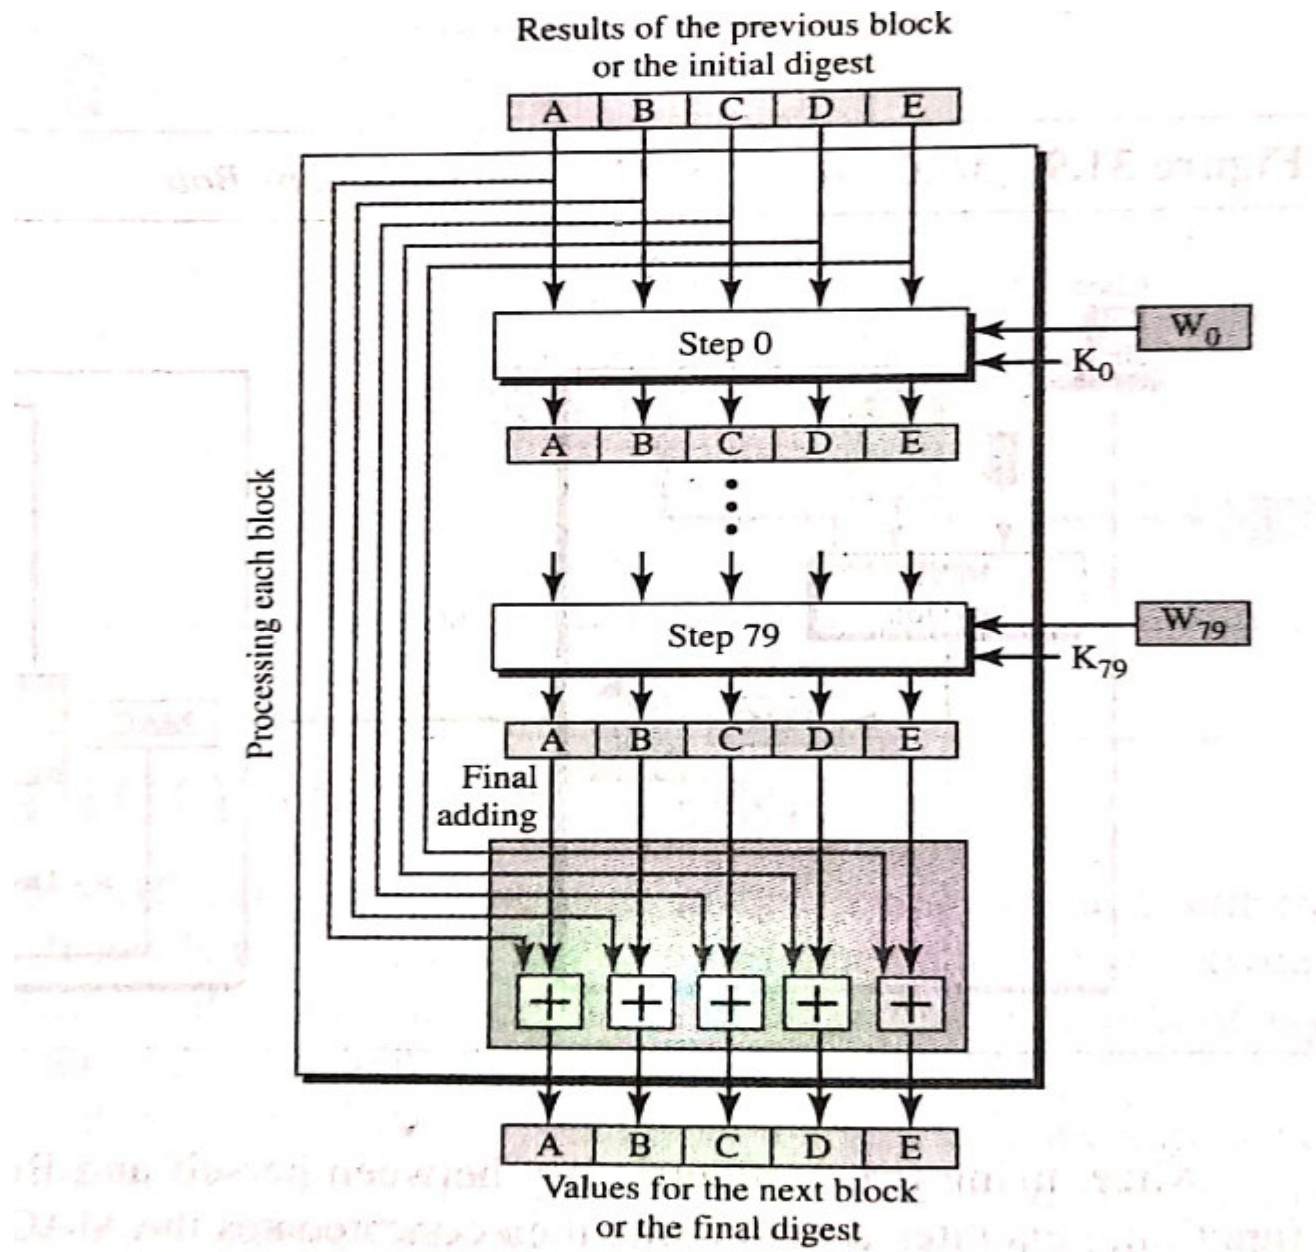 Results of the previous block
or the initial digest
A B C D E
Step 0
W0
K0
A B C D E
Processing each block
Step 79
W79
K79
A B C D E
Final
adding
+ + + + +
A B C D E
Values for the next block
or the final digest